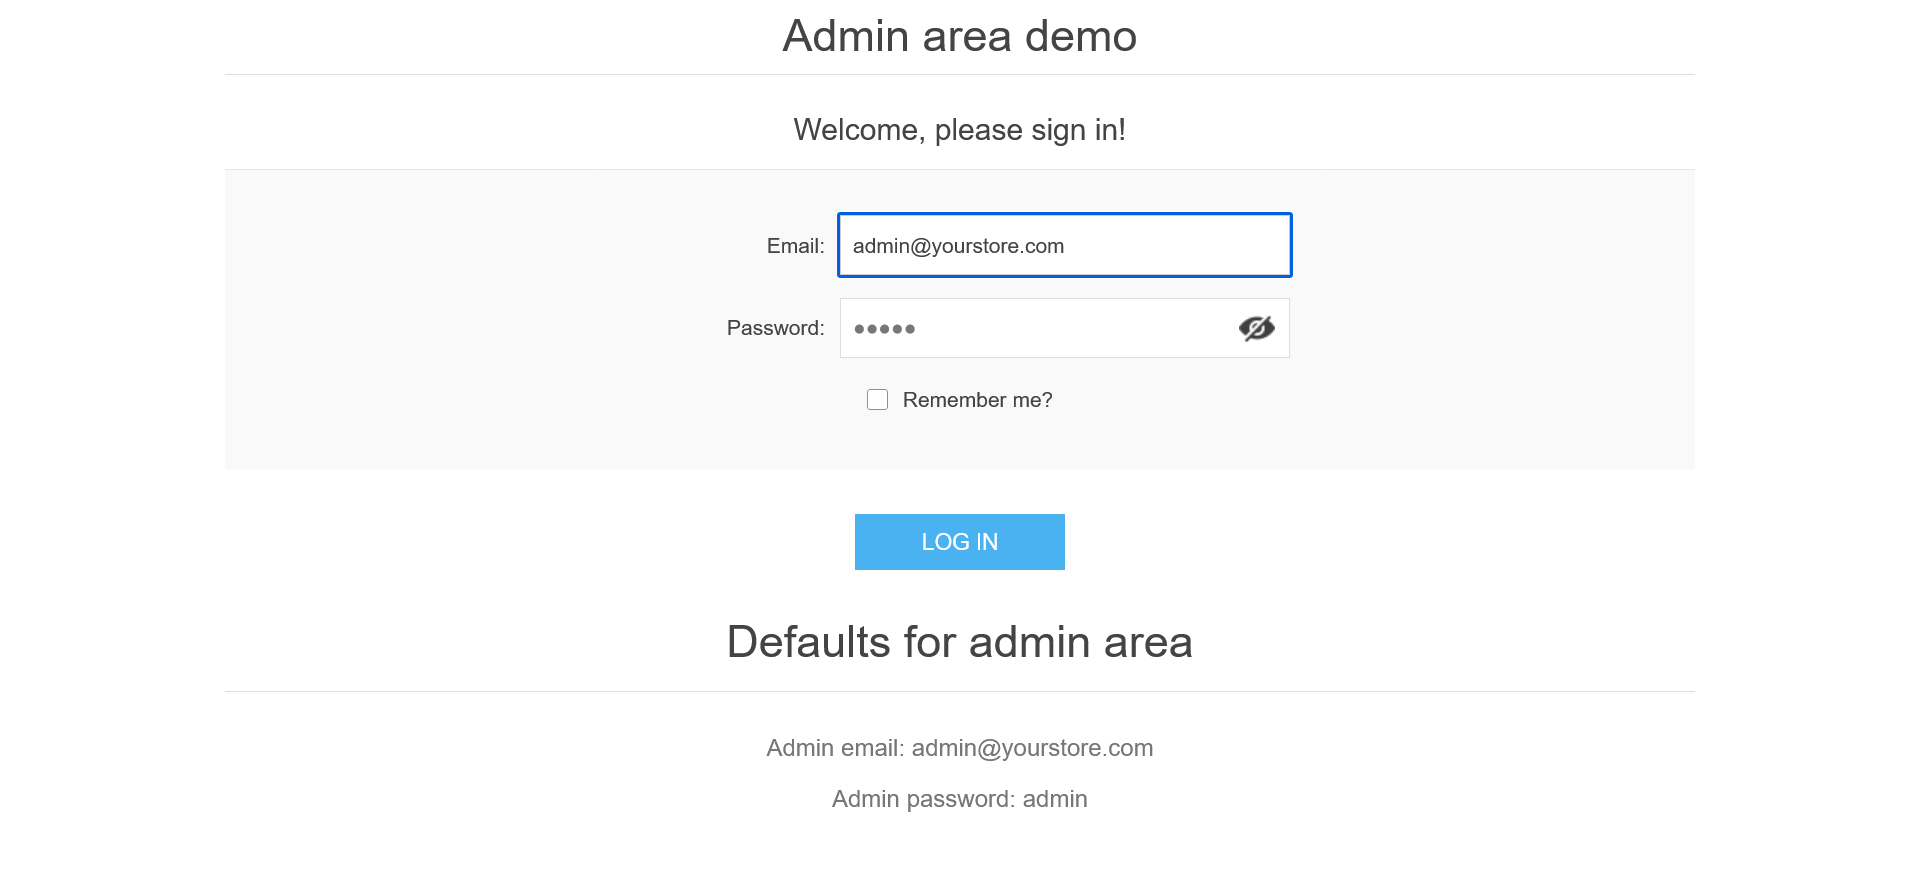 Admin area demo
Welcome, please sign in!
Email: admin@yourstore.com
Password: •••••
Remember me?
LOG IN
Defaults for admin area
Admin email: admin@yourstore.com
Admin password: admin